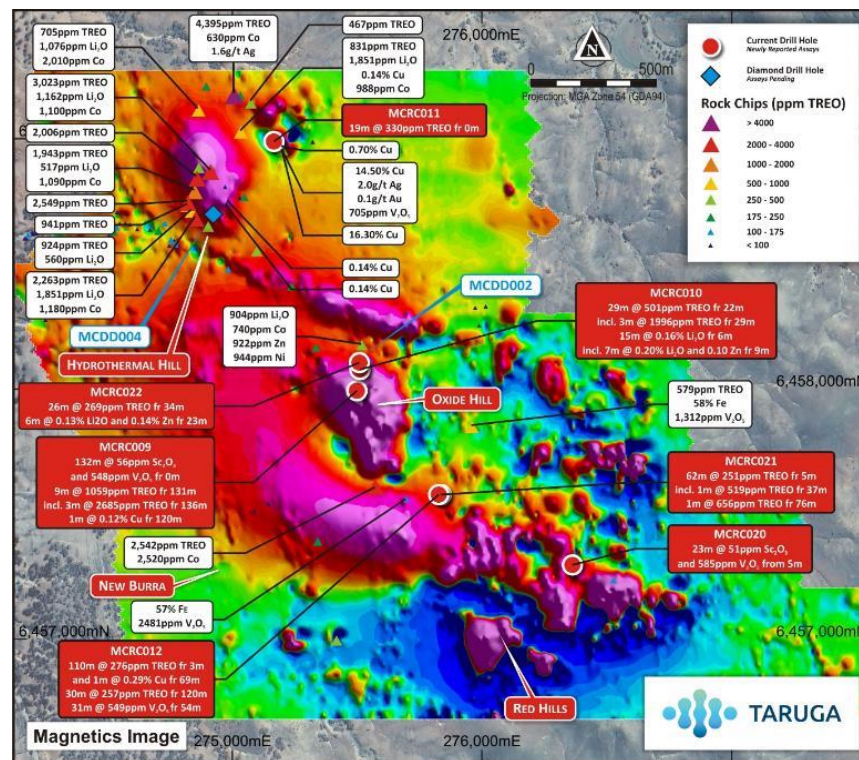 705ppm TREO
1,076ppm Li₂O
2,010ppm Co
4,395ppm TREO
630ppm Co
1.6g/t Ag
467ppm TREO
831ppm TREO
1,851ppm Li₂O
0.14% Cu
988ppm Co
276,000mE
N
0 500m
Projection: MGA Zone 54 (GDA94)
Current Drill Hole
Newly Reported Assays
Diamond Drill Hole
Assays Pending
Rock Chips (ppm TREO)
> 4000
2000 - 4000
1000 - 2000
500 - 1000
250 - 500
175 - 250
100 - 175
< 100
3,023ppm TREO
1,162ppm Li₂O
1,100ppm Co
2,006ppm TREO
1,943ppm TREO
517ppm Li₂O
1,090ppm Co
2,549ppm TREO
941ppm TREO
924ppm TREO
560ppm Li₂O
2,263ppm TREO
1,851ppm Li₂O
1,180ppm Co
MCDD004
HYDROTHERMAL HILL
MCRC011
19m @ 330ppm TREO fr 0m
0.70% Cu
14.50% Cu
2.0g/t Ag
0.1g/t Au
705ppm V₂O₅
16.30% Cu
0.14% Cu
0.14% Cu
MCDD002
904ppm Li₂O
740ppm Co
922ppm Zn
944ppm Ni
MCRC010
29m @ 501ppm TREO fr 22m
incl. 3m @ 1996ppm TREO fr 29m
15m @ 0.16% Li₂O fr 6m
incl. 7m @ 0.20% Li₂O and 0.10 Zn fr 9m
6,458,000mN
579ppm TREO
58% Fe
1,312ppm V₂O₅
OXIDE HILL
MCRC022
26m @ 269ppm TREO fr 34m
6m @ 0.13% Li2O and 0.14% Zn fr 23m
MCRC009
132m @ 56ppm Sc₂O₃
and 548ppm V₂O₅ fr 0m
9m @ 1059ppm TREO fr 131m
incl. 3m @ 2685ppm TREO fr 136m
1m @ 0.12% Cu fr 120m
MCRC021
62m @ 251ppm TREO fr 5m
incl. 1m @ 519ppm TREO fr 37m
1m @ 656ppm TREO fr 76m
MCRC020
23m @ 51ppm Sc₂O₃
and 585ppm V₂O₅ from 5m
2,542ppm TREO
2,520ppm Co
NEW BURRA
57% FE
2481ppm V₂O₅
6,457,000mN
6,457,000mN
MCRC012
110m @ 276ppm TREO fr 3m
and 1m @ 0.29% Cu fr 69m
30m @ 257ppm TREO fr 120m
31m @ 549ppm V₂O₅ fr 54m
RED HILLS
TARUGA
Magnetics Image
275,000mE
276,000mE